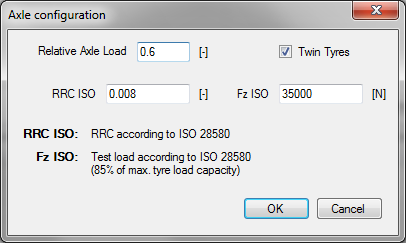 Axle configuration
Relative Axle Load 0.6 [-] Twin Tyres
RRC ISO 0.008 [-] Fz ISO 35000 [N]
RRC ISO: RRC according to ISO 28580
Fz ISO: Test load according to ISO 28580
(85% of max. tyre load capacity)
OK Cancel